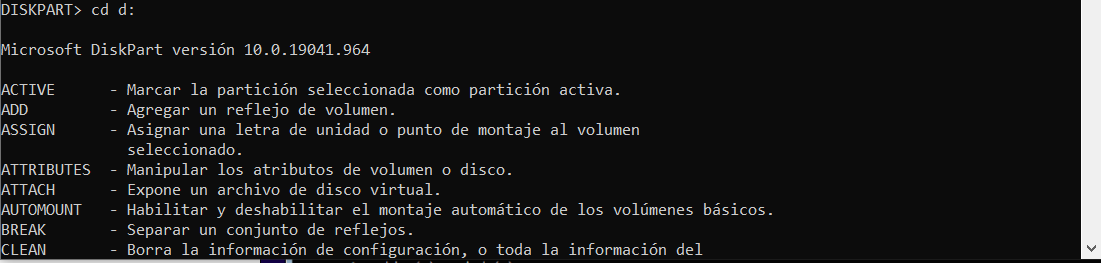 DISKPART> cd d:
Microsoft DiskPart versión 10.0.19041.964
ACTIVE - Marcar la partición seleccionada como partición activa.
ADD - Agregar un reflejo de volumen.
ASSIGN - Asignar una letra de unidad o punto de montaje al volumen
seleccionado.
ATTRIBUTES - Manipular los atributos de volumen o disco.
ATTACH - Expone un archivo de disco virtual.
AUTOMOUNT - Habilitar y deshabilitar el montaje automático de los volúmenes básicos.
BREAK - Separar un conjunto de reflejos.
CLEAN - Borra la información de configuración, o toda la información del